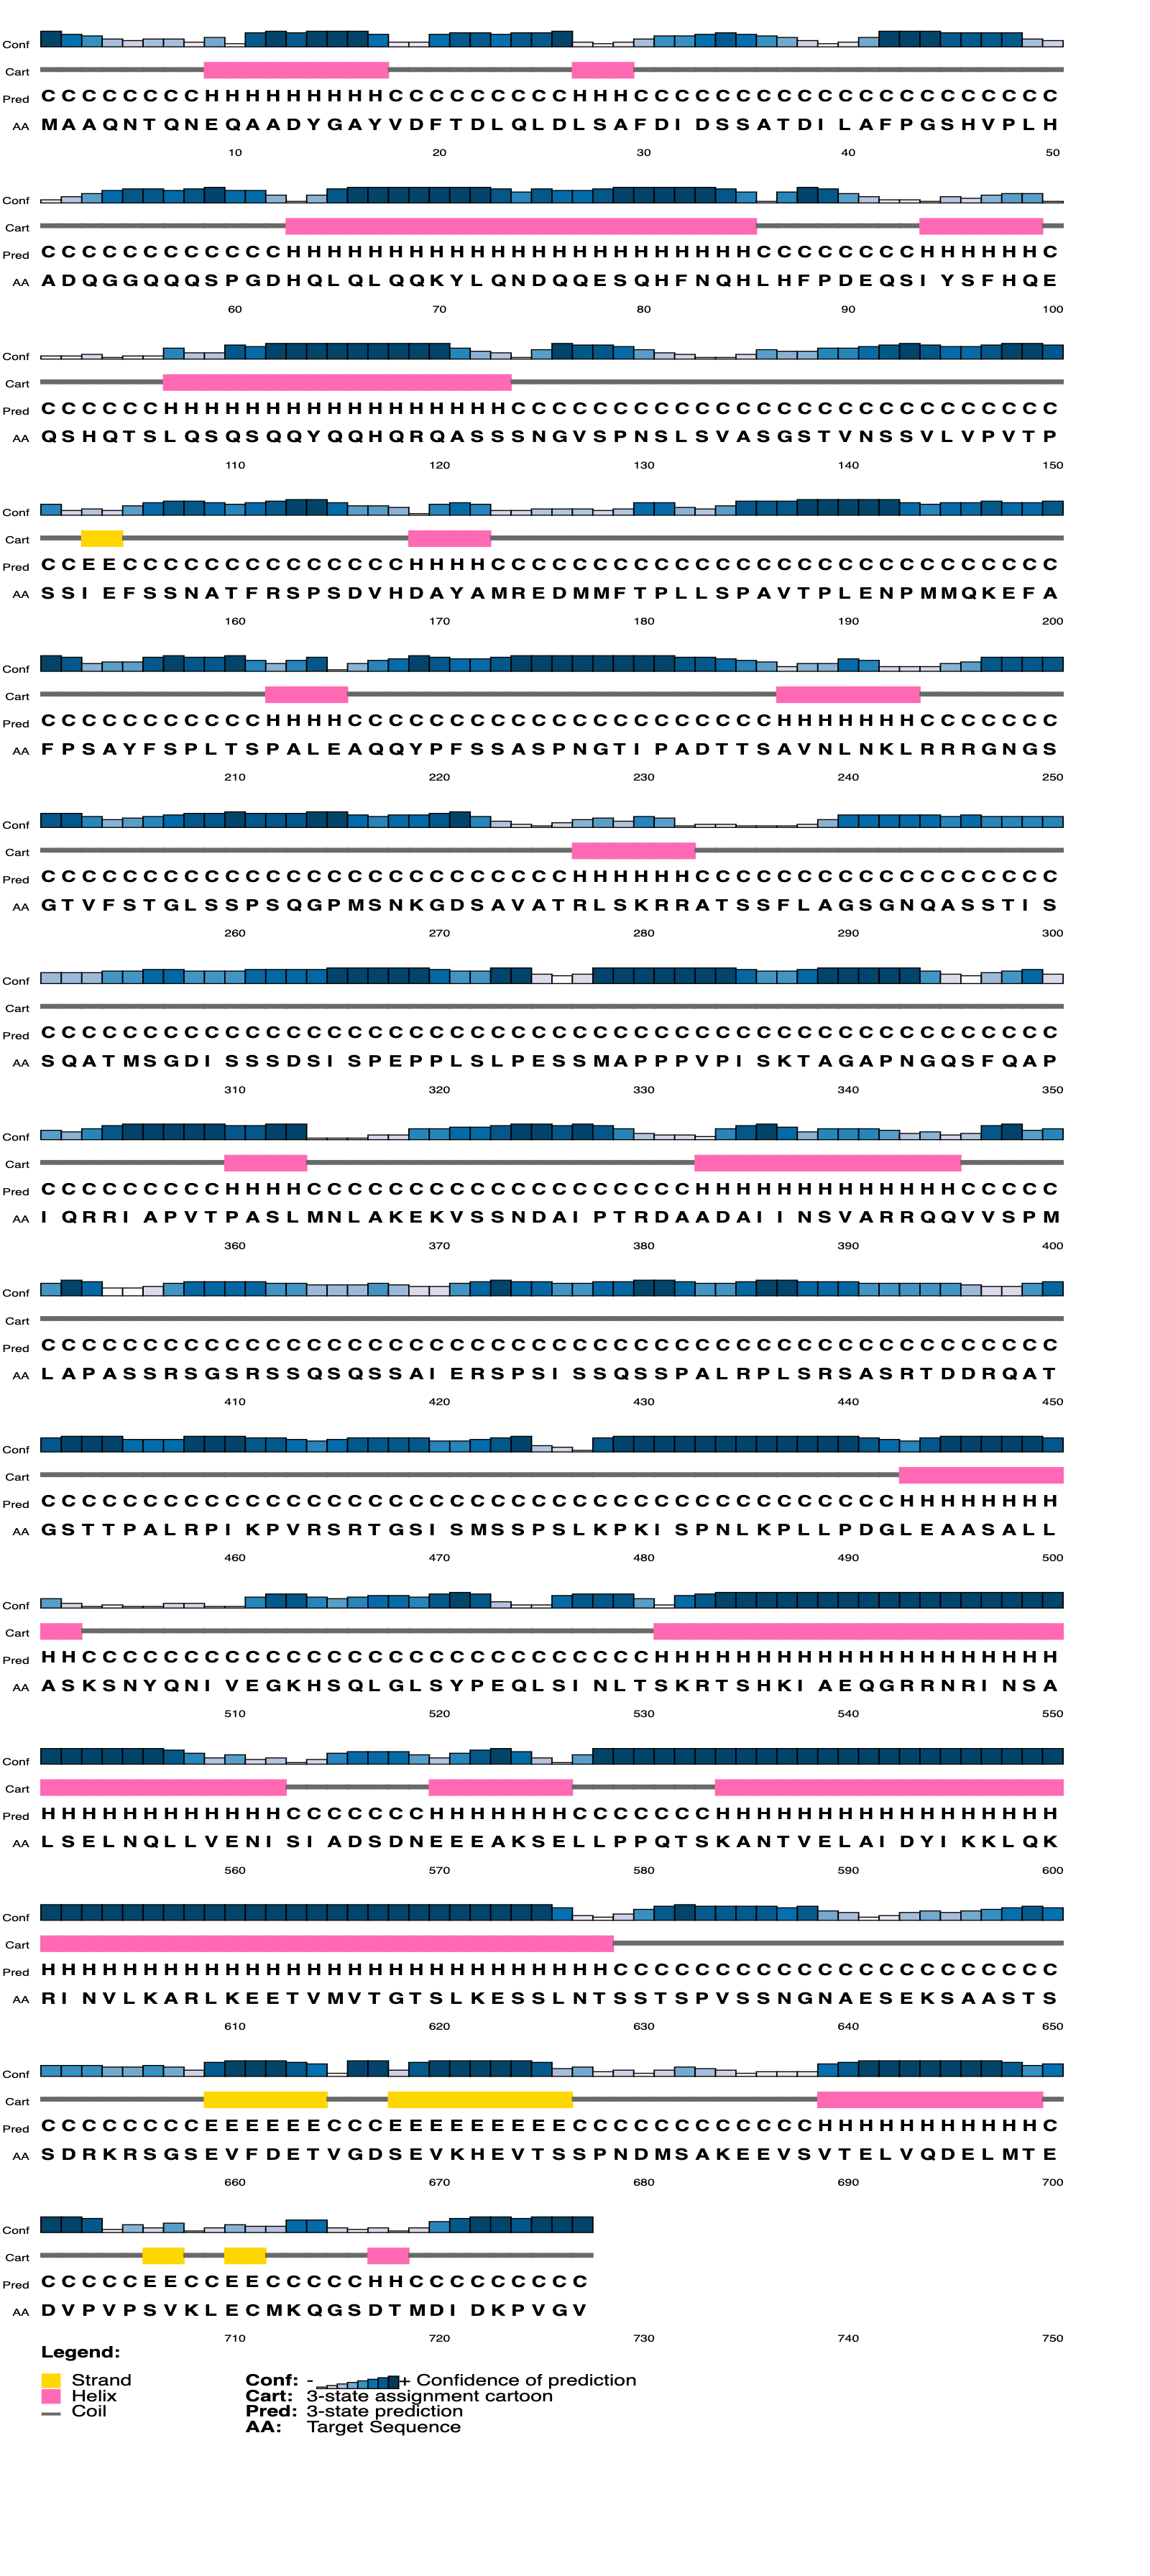 Conf
Cart
Pred CCCCCCCCHHHHHHHHHCCCCCCCCCHHHCCCCCCCCCCCCCCCCCCCCC
AA MAAQNTQNEQAADYGAYVDFTDLQLDLSAFDIDSSATDILAFPGSHVPLH
10 20 30 40 50
Conf
Cart
Pred CCCCCCCCCCCCHHHHHHHHHHHHHHHHHHHHHHHCCCCCCCCHHHHHHC
AA ADQGGQQQSPGDHQLQLQQKYLQNDQQESQHFNQHLHFPDEQSIYSFHQE
60 70 80 90 100
Conf
Cart
Pred CCCCCCHHHHHHHHHHHHHHHHHCCCCCCCCCCCCCCCCCCCCCCCCCCC
AA QSHQTSLQSQSQQYQQHQRQASSSNGVSPNSLSVASGSTVNSSVLVPVTP
110 120 130 140 150
Conf
Cart
Pred CCEECCCCCCCCCCCCCCHHHHCCCCCCCCCCCCCCCCCCCCCCCCCCCC
AA SSIEFSSNATFRSPSDVHDAYAMREDMMFTPLLSPAVTPLENPMMQKEFA
160 170 180 190 200
Conf
Cart
Pred CCCCCCCCCCCHHHHCCCCCCCCCCCCCCCCCCCCCHHHHHHHCCCCCCC
AA FPSAYFSPLTSPALEAQQYPFSSASPNGTIPADTTSAVNLNKLRRRGNGS
210 220 230 240 250
Conf
Cart
Pred CCCCCCCCCCCCCCCCCCCCCCCCCCHHHHHHCCCCCCCCCCCCCCCCCC
AA GTVFSTGLSSPSQGPMSNKGDSAVATRLSKRRATSSFLAGSGNQASSTIS
260 270 280 290 300
Conf
Cart
Pred CCCCCCCCCCCCCCCCCCCCCCCCCCCCCCCCCCCCCCCCCCCCCCCCCC
AA SQATMSGDISSSDSISPEPPLSLPESSMAPPPVPISKTAGAPNGQSFQAP
310 320 330 340 350
Conf
Cart
Pred CCCCCCCCCHHHHCCCCCCCCCCCCCCCCCCCHHHHHHHHHHHHHCCCCC
AA IQRRIAPVTPASLMNLAKEKVSSNDAIPTRDAADAIINSVARRQQVVSPM
360 370 380 390 400
Conf
Cart
Pred CCCCCCCCCCCCCCCCCCCCCCCCCCCCCCCCCCCCCCCCCCCCCCCCCC
AA LAPASSRSGSRSSQSQSSAIERSPSISSQSSPALRPLSRSASRTDDRQAT
410 420 430 440 450
Conf
Cart
Pred CCCCCCCCCCCCCCCCCCCCCCCCCCCCCCCCCCCCCCCCCCHHHHHHHH
AA GSTTPALRPIKPVRSRTGSISMSSPSLKPKISPNLKPLLPDGLEAASALL
460 470 480 490 500
Conf
Cart
Pred HHCCCCCCCCCCCCCCCCCCCCCCCCCCCCHHHHHHHHHHHHHHHHHHHH
AA ASKSNYQNIVEGKHSQLGLSYPEQLSINLTSKRTSHKIAEQGRRNRINSA
510 520 530 540 550
Conf
Cart
Pred HHHHHHHHHHHHCCCCCCCHHHHHHHCCCCCCCHHHHHHHHHHHHHHHHH
AA LSELNQLLVENISIADSDNEEEAKSELLPPQTSKANTVELAIDYIKKLQK
560 570 580 590 600
Conf
Cart
Pred HHHHHHHHHHHHHHHHHHHHHHHHHHHHCCCCCCCCCCCCCCCCCCCCCC
AA RINVLKARLKEETVMVTGTSLKESSLNTSSTSPVSSNGNAESEKSAASTS
610 620 630 640 650
Conf
Cart
Pred CCCCCCCCEEEEEECCCEEEEEEEEECCCCCCCCCCCCHHHHHHHHHHHC
AA SDRKRSGSEVFDETVGDSEVKHEVTSSPNDMSAKEEVSVTELVQDELMTE
660 670 680 690 700
Conf
Cart
Pred CCCCCEECCEECCCCCHHCCCCCCCCC
AA DVPVPSVKLECMKQGSDTMDIDKPVGV
710 720 730 740 750
Legend:
Strand Conf: - + Confidence of prediction
Helix Cart: 3-state assignment cartoon
Coil Pred: 3-state prediction
AA: Target Sequence